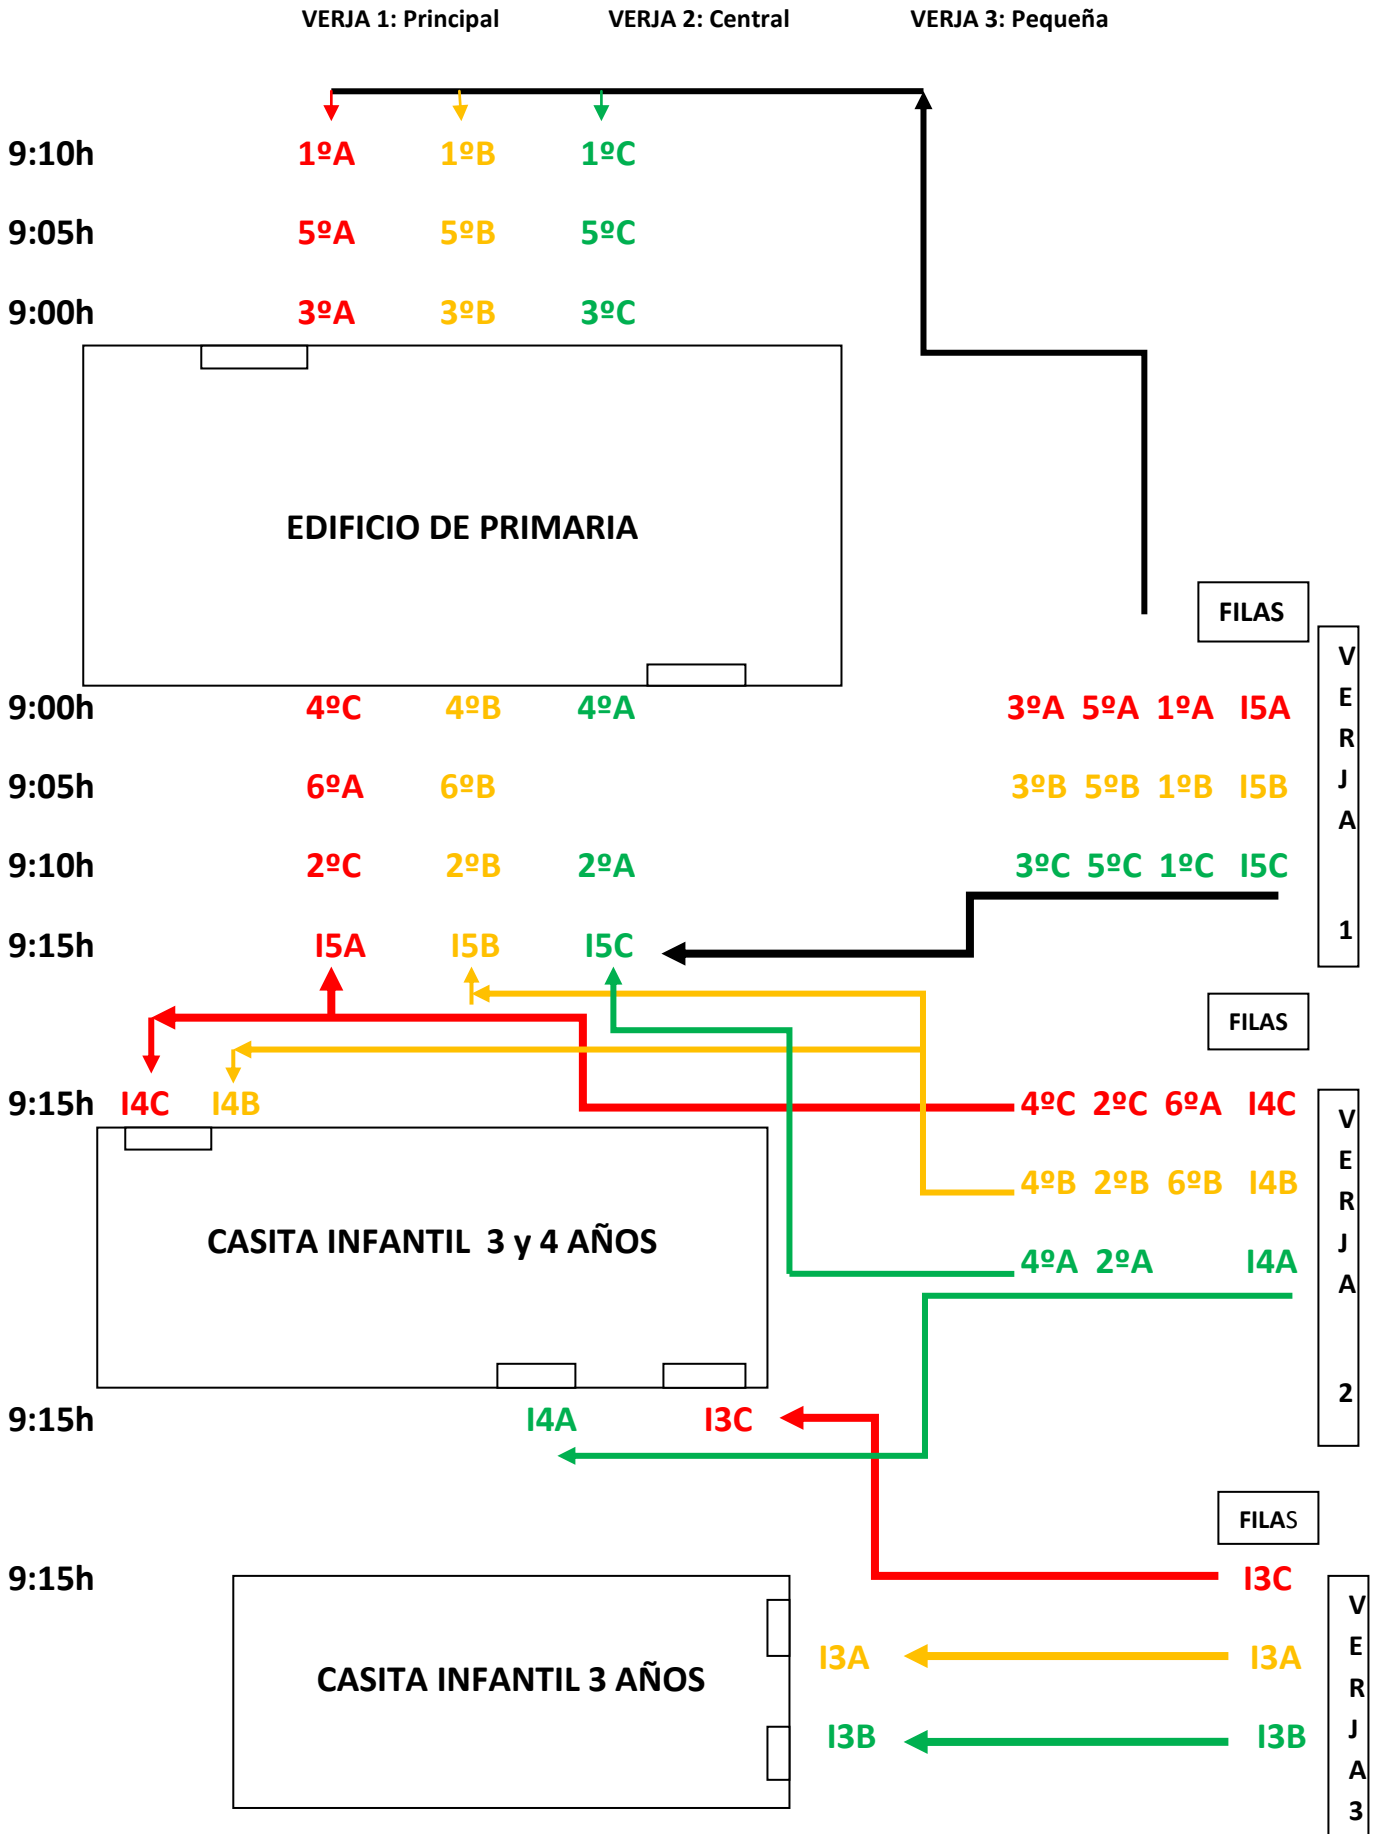 VERJA 1: Principal VERJA 2: Central VERJA 3: Pequeña
9:10h 1ºA 1ºB 1ºC
9:05h 5ºA 5ºB 5ºC
9:00h 3ºA 3ºB 3ºC
EDIFICIO DE PRIMARIA
FILAS
VERJA 1
9:00h 4ºC 4ºB 4ºA 3ºA 5ºA 1ºA I5A
9:05h 6ºA 6ºB 3ºB 5ºB 1ºB I5B
9:10h 2ºC 2ºB 2ºA 3ºC 5ºC 1ºC I5C
9:15h I5A I5B I5C
FILAS
VERJA 2
9:15h I4C I4B 4ºC 2ºC 6ºA I4C
4ºB 2ºB 6ºB I4B
CASITA INFANTIL 3 y 4 AÑOS
4ºA 2ºA I4A
9:15h I4A I3C
FILAS
9:15h I3C
VERJA 3
I3A I3A
CASITA INFANTIL 3 AÑOS
I3B I3B